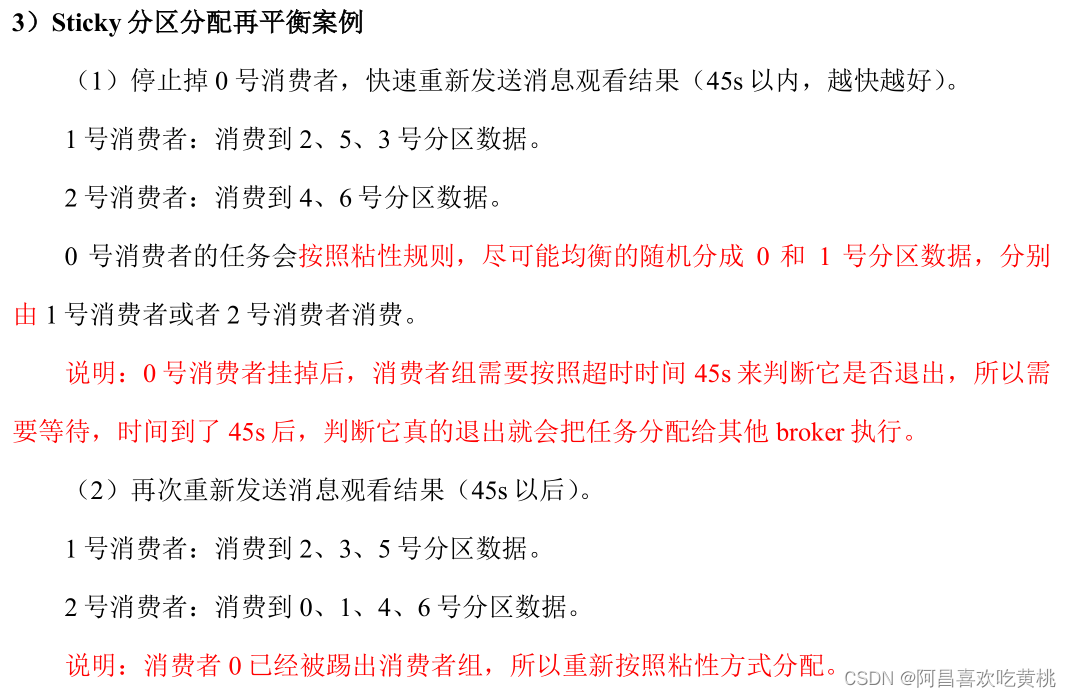 3）Sticky 分区分配再平衡案例
（1）停止掉 0 号消费者，快速重新发送消息观看结果（45s 以内，越快越好）。
1 号消费者：消费到 2、5、3 号分区数据。
2 号消费者：消费到 4、6 号分区数据。
0 号消费者的任务会按照粘性规则，尽可能均衡的随机分成 0 和 1 号分区数据，分别
由 1 号消费者或者 2 号消费者消费。
说明：0 号消费者挂掉后，消费者组需要按照超时时间 45s 来判断它是否退出，所以需
要等待，时间到了 45s 后，判断它真的退出就会把任务分配给其他 broker 执行。
（2）再次重新发送消息观看结果（45s 以后）。
1 号消费者：消费到 2、3、5 号分区数据。
2 号消费者：消费到 0、1、4、6 号分区数据。
说明：消费者 0 已经被踢出消费者组，所以重新按照粘性方式分配。
CSDN @阿昌喜欢吃黄桃